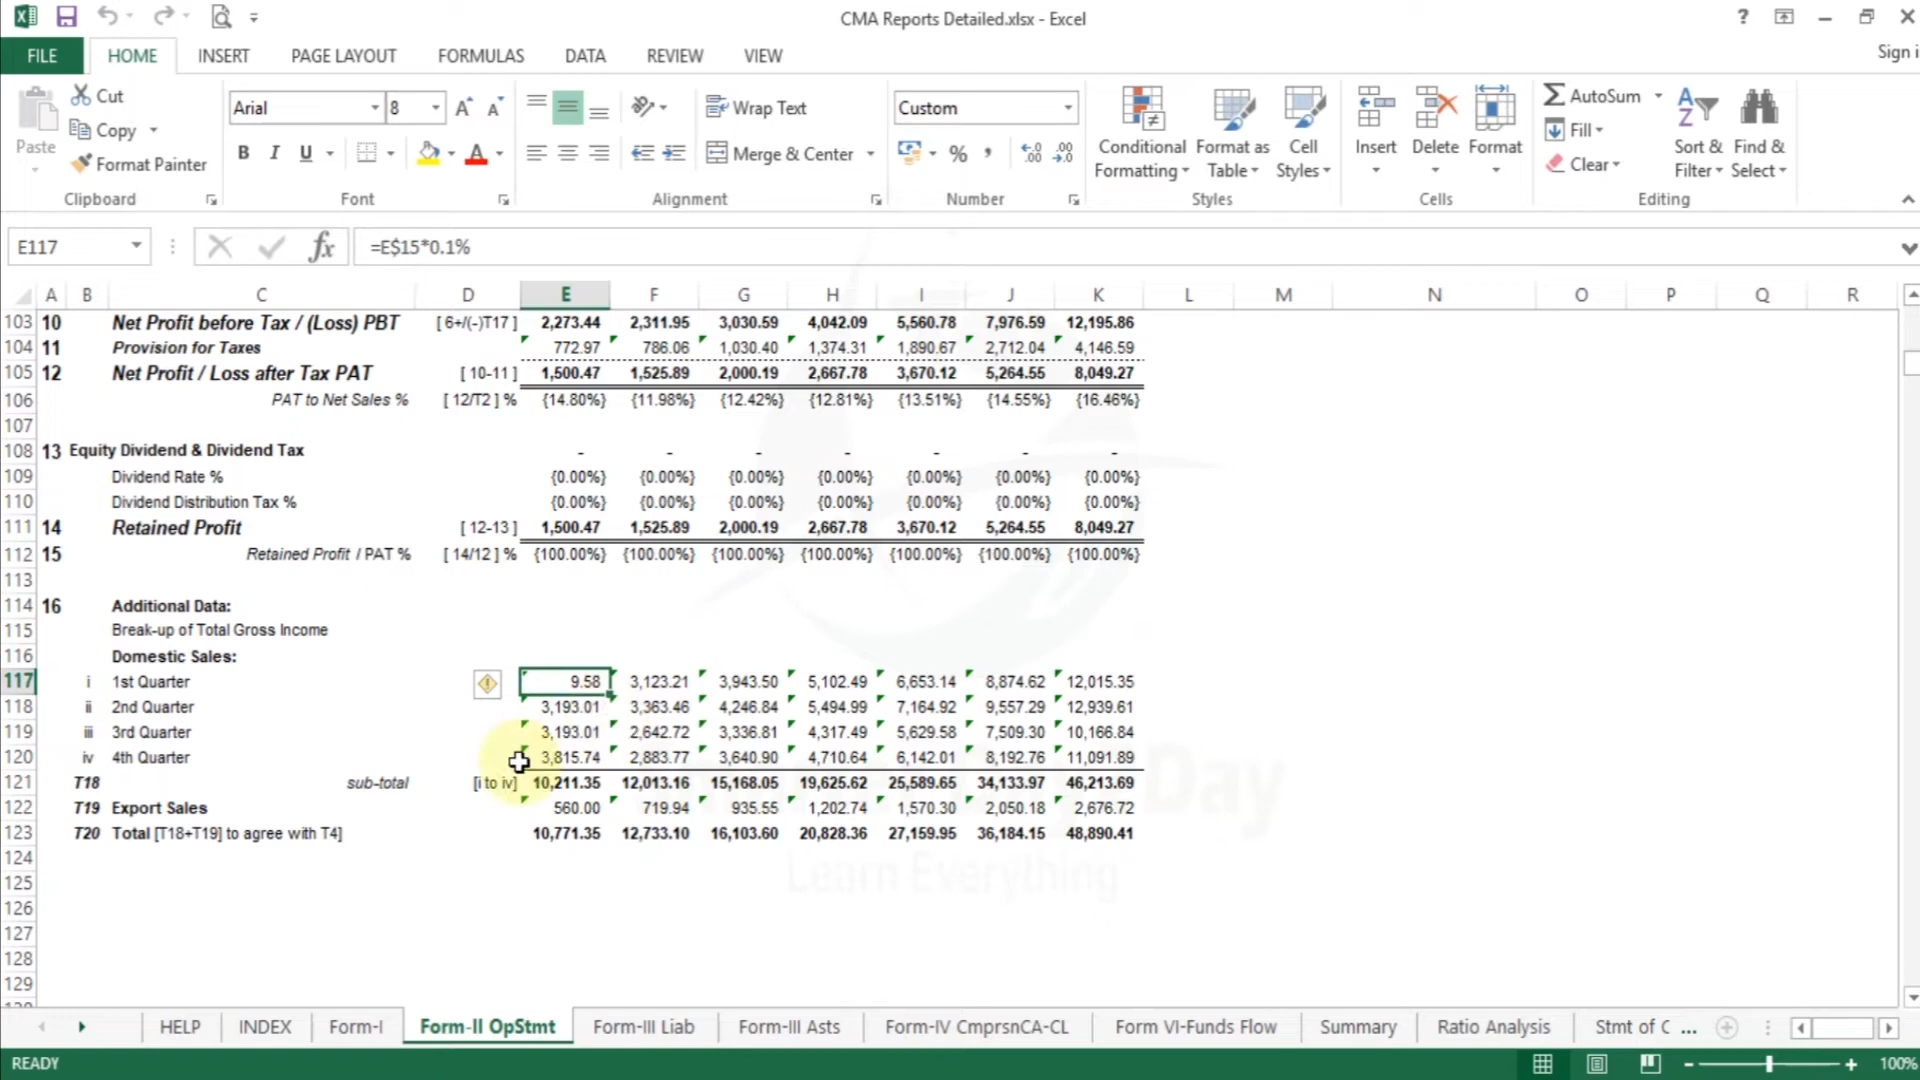 CMA Reports Detailed.xlsx - Excel
?
FILE HOME INSERT PAGE LAYOUT FORMULAS DATA REVIEW VIEW Sign i
Paste Cut Copy Format Painter Clipboard
Arial 8 A A B I U A Font
Wrap Text Merge & Center Alignment
Custom % , Number
Conditional Formatting Format as Table Cell Styles Styles
Insert Delete Format Cells
AutoSum Fill Clear Sort & Filter Find & Select Editing
E117 fx =E$15*0.1%
A B C D E F G H I J K L M N O P Q R
103 10 Net Profit before Tax / (Loss) PBT [ 6+/(-)T17 ] 2,273.44 2,311.95 3,030.59 4,042.09 5,560.78 7,976.59 12,195.86
104 11 Provision for Taxes 772.97 786.06 1,030.40 1,374.31 1,890.67 2,712.04 4,146.59
105 12 Net Profit / Loss after Tax PAT [ 10-11 ] 1,500.47 1,525.89 2,000.19 2,667.78 3,670.12 5,264.55 8,049.27
106 PAT to Net Sales % [ 12/T2 ] % {14.80%} {11.98%} {12.42%} {12.81%} {13.51%} {14.55%} {16.46%}
107
108 13 Equity Dividend & Dividend Tax - - - - - - -
109 Dividend Rate % {0.00%} {0.00%} {0.00%} {0.00%} {0.00%} {0.00%} {0.00%}
110 Dividend Distribution Tax % {0.00%} {0.00%} {0.00%} {0.00%} {0.00%} {0.00%} {0.00%}
111 14 Retained Profit [ 12-13 ] 1,500.47 1,525.89 2,000.19 2,667.78 3,670.12 5,264.55 8,049.27
112 15 Retained Profit / PAT % [ 14/12 ] % {100.00%} {100.00%} {100.00%} {100.00%} {100.00%} {100.00%} {100.00%}
113
114 16 Additional Data:
115 Break-up of Total Gross Income
116 Domestic Sales:
117 i 1st Quarter 9.58 3,123.21 3,943.50 5,102.49 6,653.14 8,874.62 12,015.35
118 ii 2nd Quarter 3,193.01 3,363.46 4,246.84 5,494.99 7,164.92 9,557.29 12,939.61
119 iii 3rd Quarter 3,193.01 2,642.72 3,336.81 4,317.49 5,629.58 7,509.30 10,166.84
120 iv 4th Quarter 3,815.74 2,883.77 3,640.90 4,710.64 6,142.01 8,192.76 11,091.89
121 T18 sub-total [i to iv] 10,211.35 12,013.16 15,168.05 19,625.62 25,589.65 34,133.97 46,213.69
122 T19 Export Sales 560.00 719.94 935.55 1,202.74 1,570.30 2,050.18 2,676.72
123 T20 Total [T18+T19] to agree with T4] 10,771.35 12,733.10 16,103.60 20,828.36 27,159.95 36,184.15 48,890.41
124
125
126
127
128
129
Day
Learn Everything
HELP INDEX Form-I Form-II OpStmt Form-III Liab Form-III Asts Form-IV CmprsnCA-CL Form VI-Funds Flow Summary Ratio Analysis Stmt of C ...
READY 100%